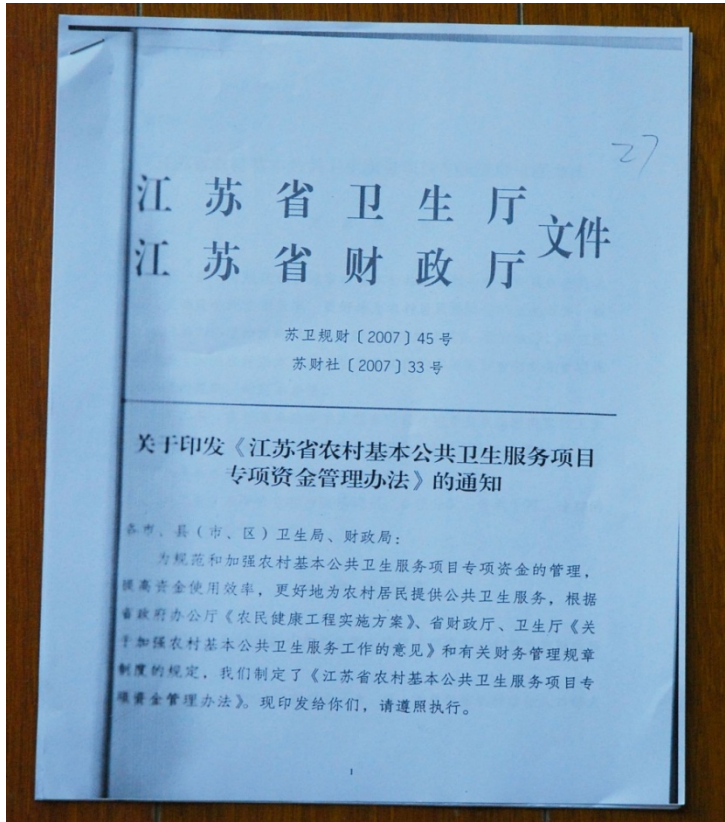 27
江苏省卫生厅
江苏省财政厅
文件
苏卫规财〔2007〕45号
苏财社〔2007〕33号
关于印发《江苏省农村基本公共卫生服务项目
专项资金管理办法》的通知
各市、县(市、区)卫生局、财政局:
为规范和加强农村基本公共卫生服务项目专项资金的管理,
提高资金使用效率,更好地为农村居民提供公共卫生服务,根据
省政府办公厅《农民健康工程实施方案》、省财政厅、卫生厅《关
于加强农村基本公共卫生服务工作的意见》和有关财务管理规章
制度的规定,我们制定了《江苏省农村基本公共卫生服务项目专
项资金管理办法》。现印发给你们,请遵照执行。
1